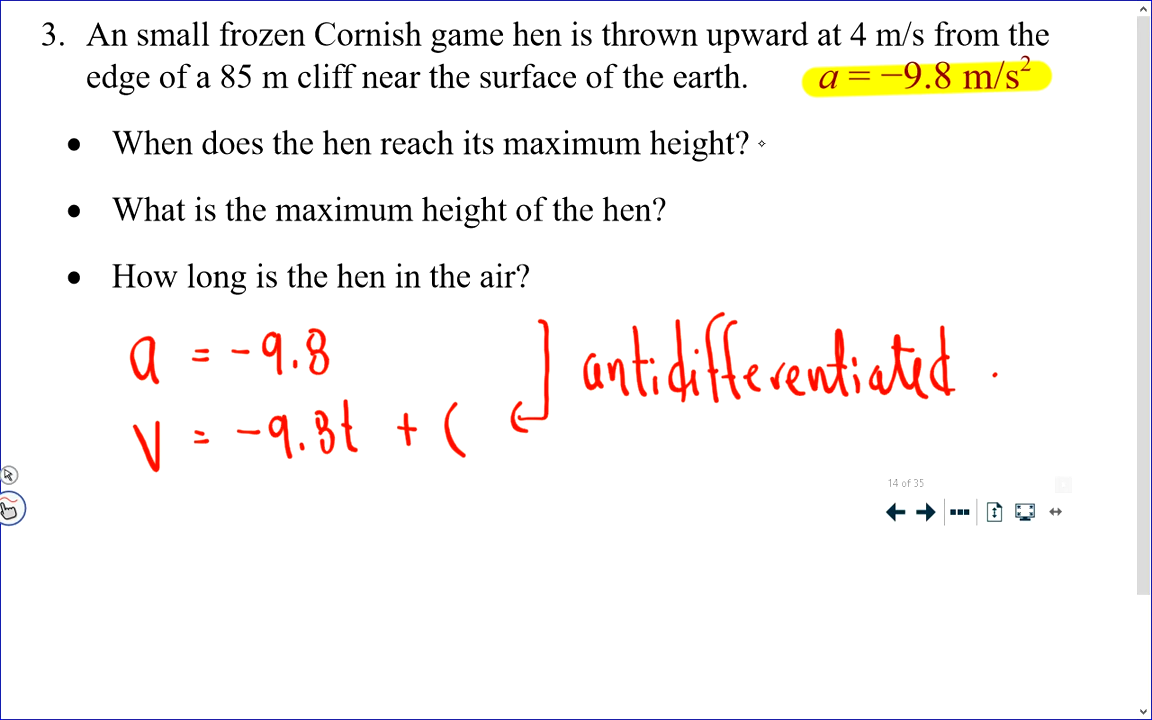 3. An small frozen Cornish game hen is thrown upward at 4 m/s from the
edge of a 85 m cliff near the surface of the earth. a = −9.8 m/s²
• When does the hen reach its maximum height?
• What is the maximum height of the hen?
• How long is the hen in the air?
a = -9.8
antidifferentiated.
v = -9.8t + C
14 of 35